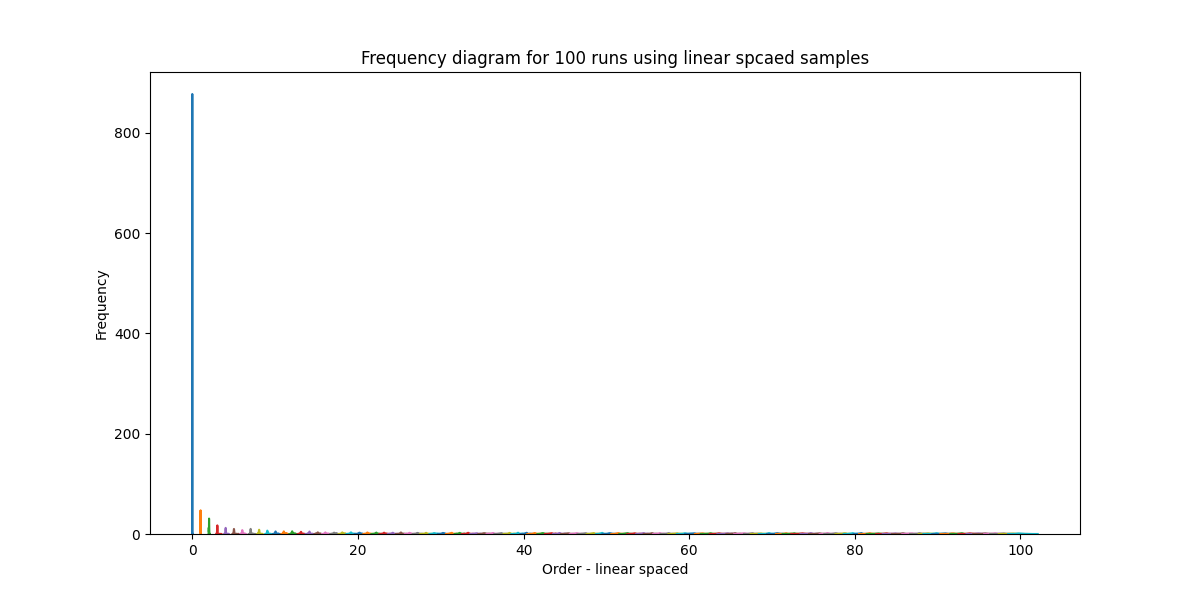 Frequency diagram for 100 runs using linear spcaed samples
Frequency
800
600
400
200
0
0 20 40 60 80 100
Order - linear spaced